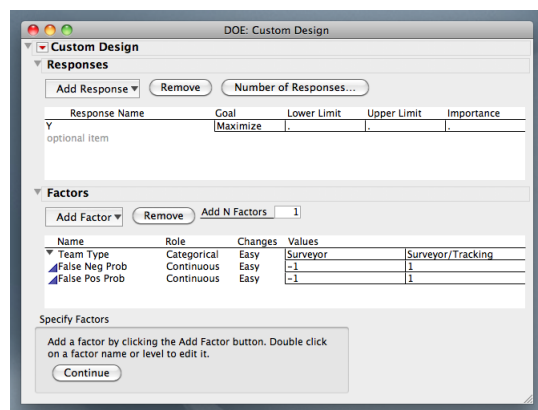 DOE: Custom Design
Custom Design
Responses
Add Response Remove Number of Responses...
Response Name Goal Lower Limit Upper Limit Importance
Y Maximize . . .
optional item
Factors
Add Factor Remove Add N Factors 1
Name Role Changes Values
Team Type Categorical Easy Surveyor Surveyor/Tracking
False Neg Prob Continuous Easy -1 1
False Pos Prob Continuous Easy -1 1
Specify Factors
Add a factor by clicking the Add Factor button. Double click
on a factor name or level to edit it.
Continue